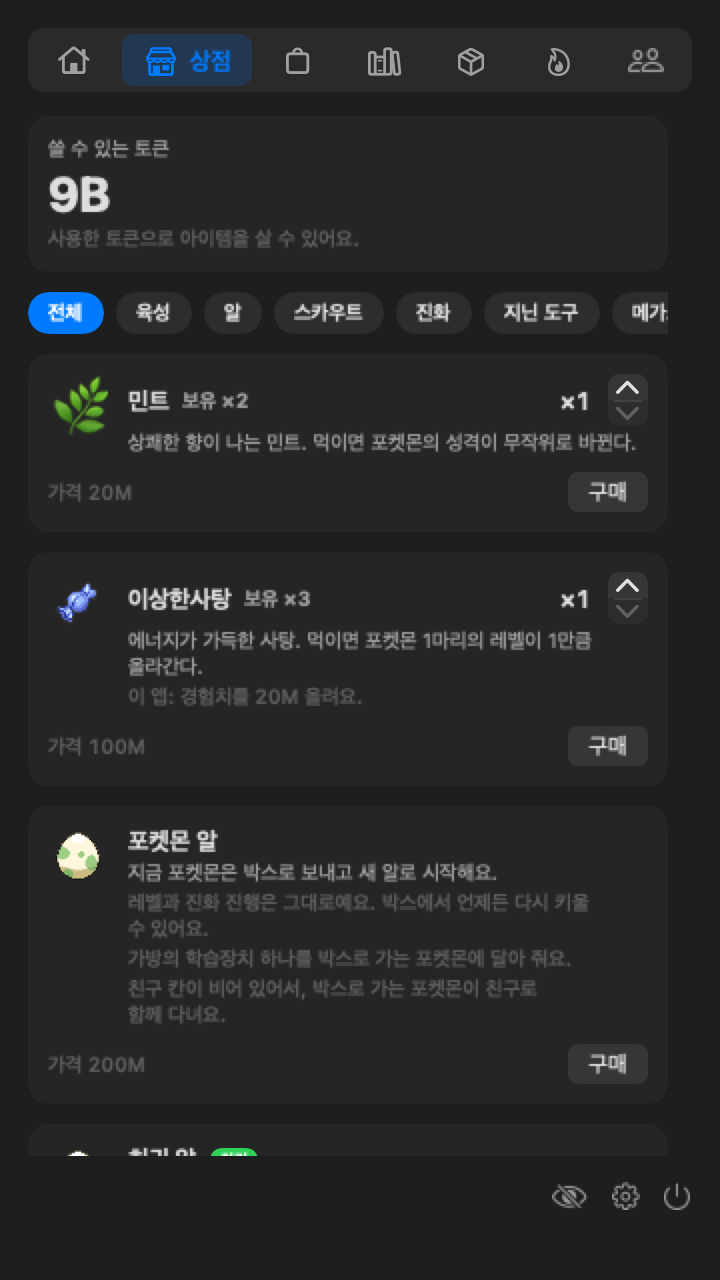 상점
쓸 수 있는 토큰
9B
사용한 토큰으로 아이템을 살 수 있어요.
전체 육성 알 스카우트 진화 지닌 도구 메가
민트 보유 ×2 ×1
상쾌한 향이 나는 민트. 먹이면 포켓몬의 성격이 무작위로 바뀐다.
가격 20M 구매
이상한사탕 보유 ×3 ×1
에너지가 가득한 사탕. 먹이면 포켓몬 1마리의 레벨이 1만큼
올라간다.
이 앱: 경험치를 20M 올려요.
가격 100M 구매
포켓몬 알
지금 포켓몬은 박스로 보내고 새 알로 시작해요.
레벨과 진화 진행은 그대로예요. 박스에서 언제든 다시 키울
수 있어요.
가방의 학습장치 하나를 박스로 가는 포켓몬에 달아 줘요.
친구 칸이 비어 있어서, 박스로 가는 포켓몬이 친구로
함께 다녀요.
가격 200M 구매